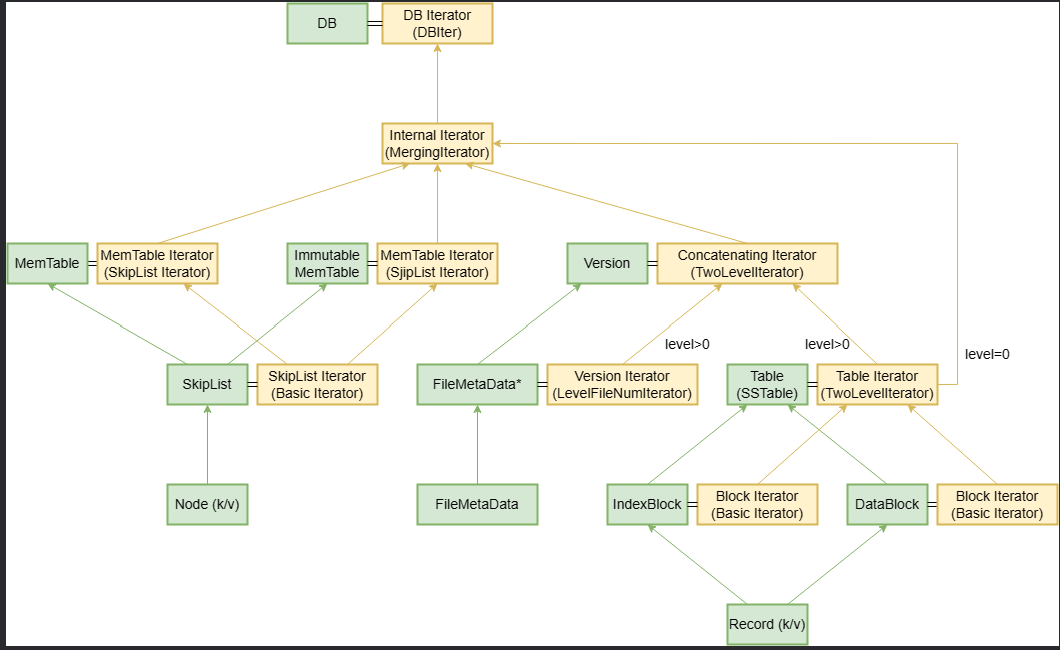 DB
DB Iterator
(DBIter)
Internal Iterator
(MergingIterator)
MemTable
MemTable Iterator
(SkipList Iterator)
Immutable
MemTable
MemTable Iterator
(SjipList Iterator)
Version
Concatenating Iterator
(TwoLevelIterator)
level>0
level>0
level=0
SkipList
SkipList Iterator
(Basic Iterator)
FileMetaData*
Version Iterator
(LevelFileNumIterator)
Table
(SSTable)
Table Iterator
(TwoLevelIterator)
Node (k/v)
FileMetaData
IndexBlock
Block Iterator
(Basic Iterator)
DataBlock
Block Iterator
(Basic Iterator)
Record (k/v)